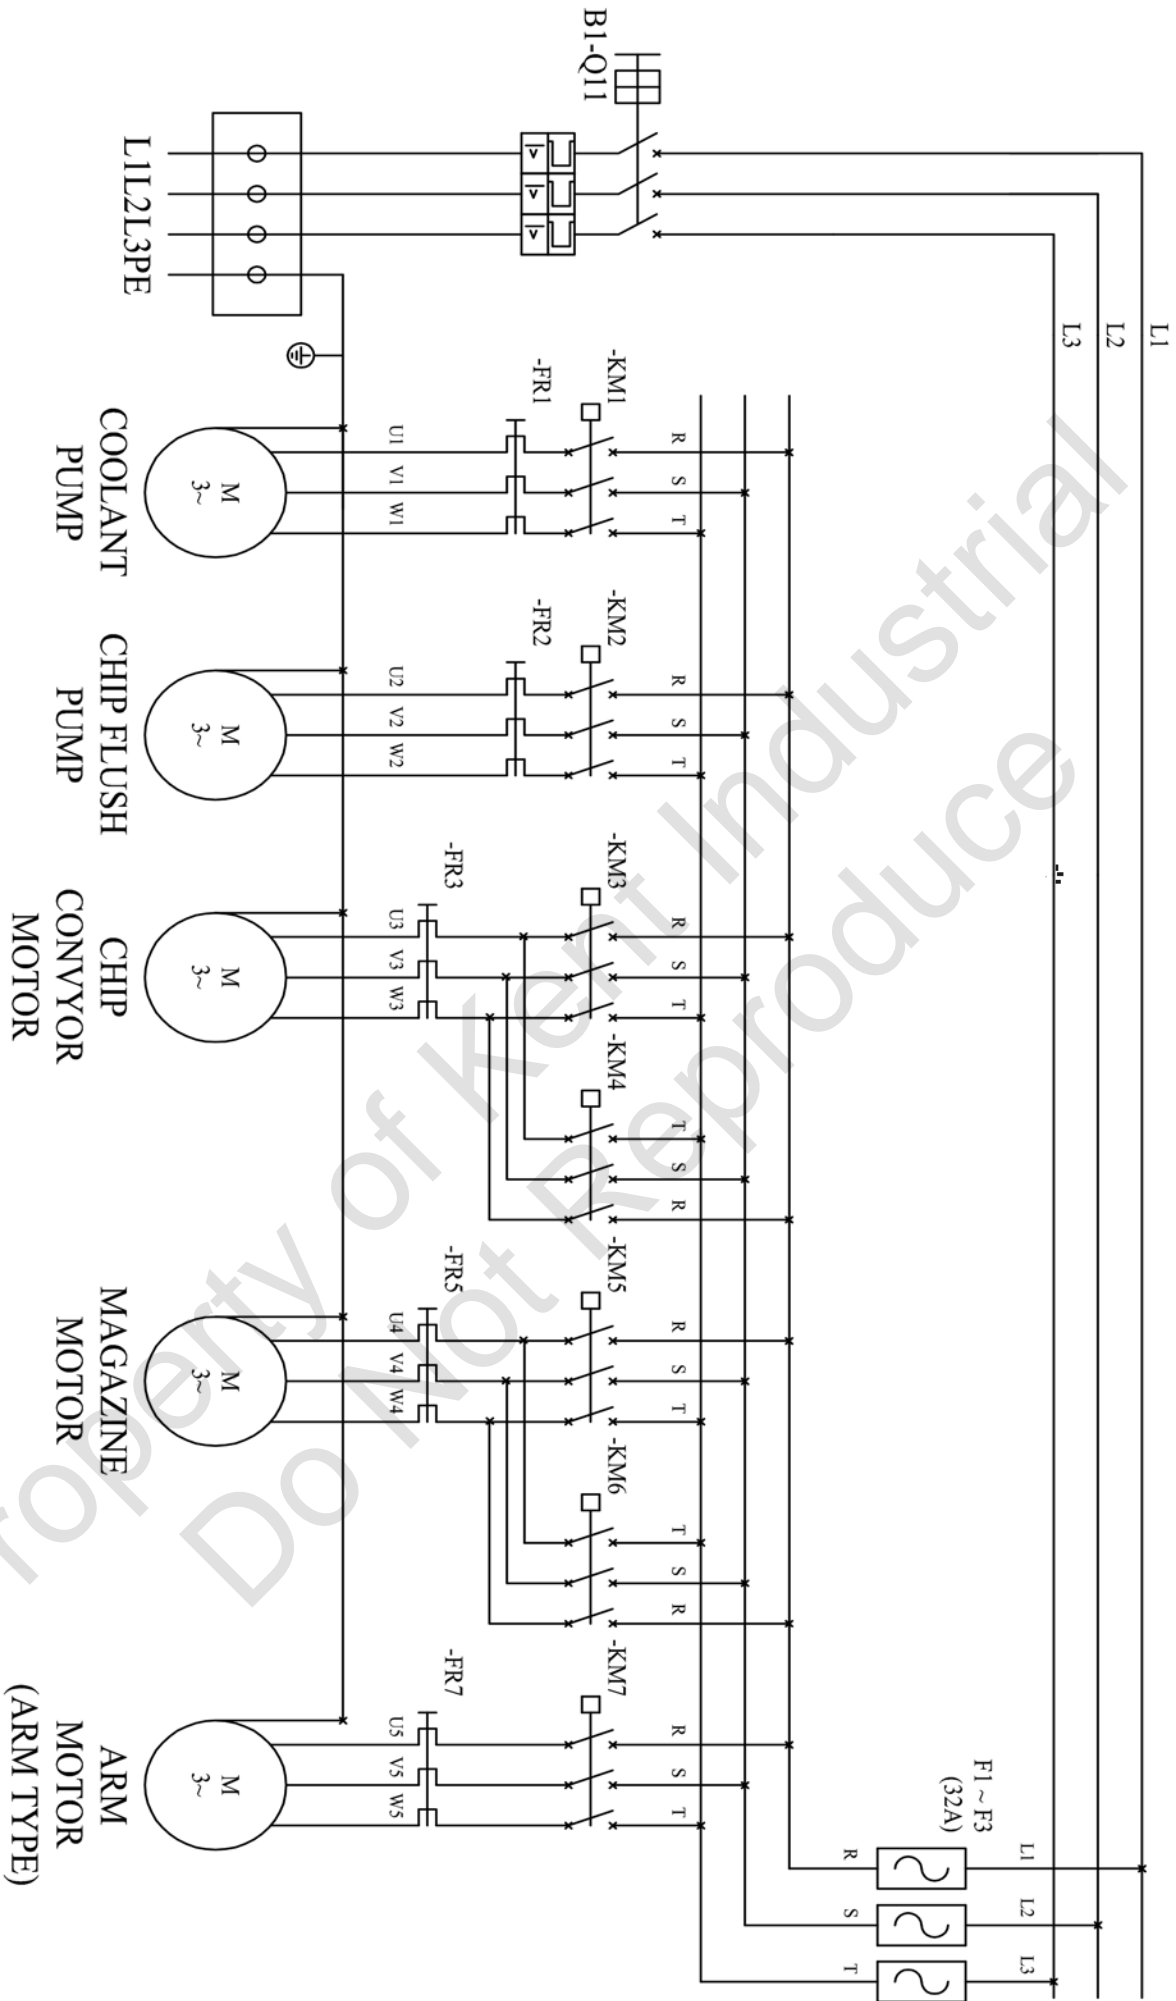 B1-Q11
L1L2L3PE
L1
L2
L3
-KM1
-FR1
R
S
T
U1
V1
W1
M
3~
COOLANT
PUMP
-KM2
-FR2
R
S
T
U2
V2
W2
M
3~
CHIP FLUSH
PUMP
-KM3
-FR3
R
S
T
U3
V3
W3
M
3~
CHIP
CONVYOR
MOTOR
-KM4
T
S
R
-KM5
-FR5
R
S
T
U4
V4
W4
M
3~
MAGAZINE
MOTOR
-KM6
T
S
R
-KM7
-FR7
R
S
T
U5
V5
W5
M
3~
ARM
MOTOR
(ARM TYPE)
F1 ~ F3
(32A)
L1
L2
L3
R
S
T
roperty of Kent Industrial
Do Not Reproduce